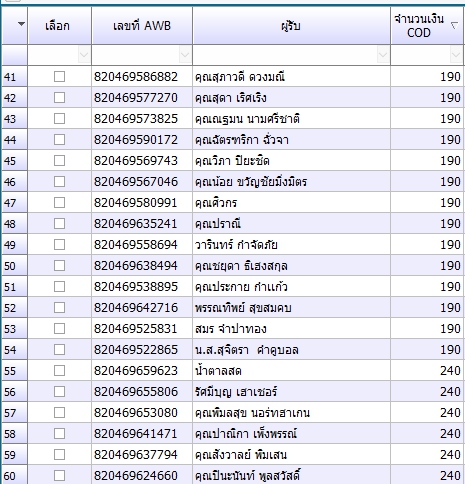 เลือก เลขที่ AWB ผู้รับ จำนวนเงิน COD
41 820469586882 คุณสุภาวดี ดวงมณี 190
42 820469577270 คุณสุดา เริศเริง 190
43 820469573825 คุณณฐมน นามศรีชาติ 190
44 820469590172 คุณฉัตรฑริกา ฉั่วจา 190
45 820469569743 คุณวิภา ปิยะชืด 190
46 820469567046 คุณน้อย ขวัญชัยมิ่งมิตร 190
47 820469580991 คุณศิวกร 190
48 820469635241 คุณปราณี 190
49 820469558694 วารินทร์ กำจัดภัย 190
50 820469638494 คุณชยุดา ธิเฮงสกุล 190
51 820469538895 คุณประกาย กำแก้ว 190
52 820469642716 พรรณทิพย์ สุขสมคบ 190
53 820469525831 สมร จำปาทอง 190
54 820469522865 น.ส.สุจิตรา คำดูบอล 190
55 820469659623 น้ำตาลสด 240
56 820469655806 รัศมีบุญ เฮาเชอร์ 240
57 820469653080 คุณพิมลสุข นอร์ทฮาเกน 240
58 820469641471 คุณปาณิกา เพ็งพรรณ์ 240
59 820469637794 คุณสังวาลย์ พิมเสน 240
60 820469624660 คุณปินะนันท์ พูลสวัสดิ์ 240